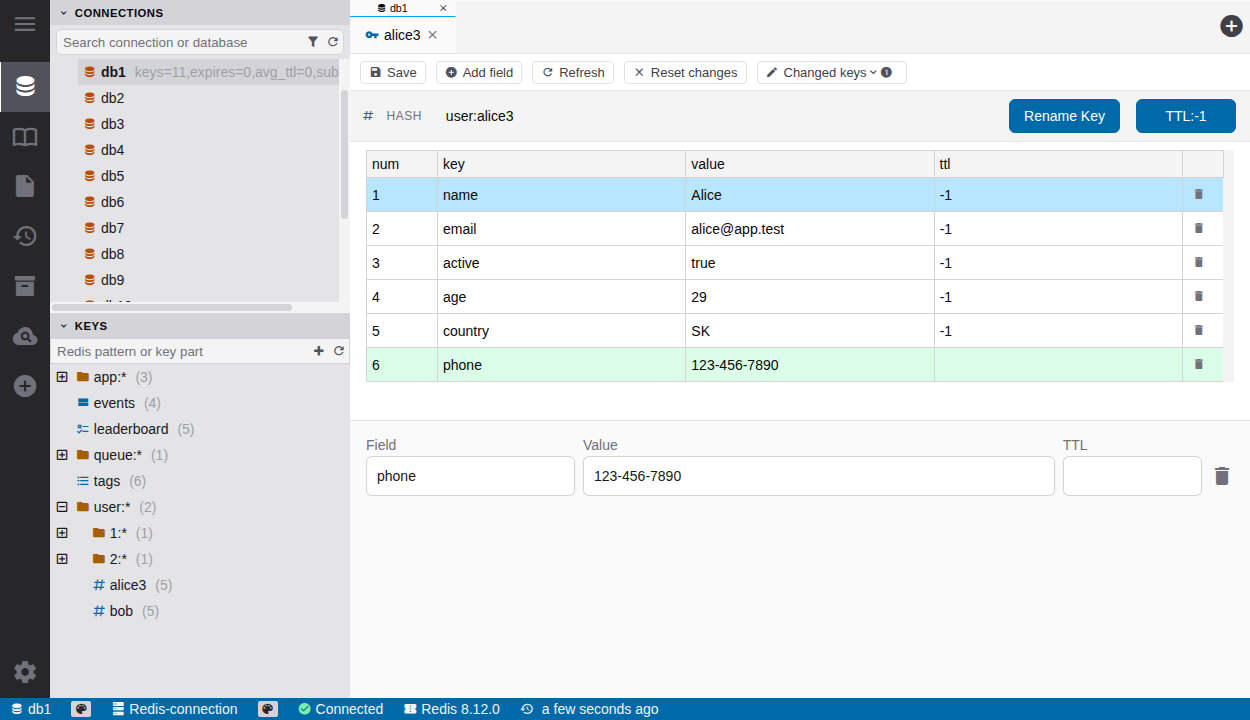 CONNECTIONS
Search connection or database
db1 keys=11,expires=0,avg_ttl=0,sub
db2
db3
db4
db5
db6
db7
db8
db9
KEYS
Redis pattern or key part
app:* (3)
events (4)
leaderboard (5)
queue:* (1)
tags (6)
user:* (2)
1:* (1)
2:* (1)
alice3 (5)
bob (5)
db1
alice3
Save Add field Refresh Reset changes Changed keys 1
HASH user:alice3 Rename Key TTL:-1
num key value ttl
1 name Alice -1
2 email alice@app.test -1
3 active true -1
4 age 29 -1
5 country SK -1
6 phone 123-456-7890
Field Value TTL
phone 123-456-7890
db1 Redis-connection Connected Redis 8.12.0 a few seconds ago